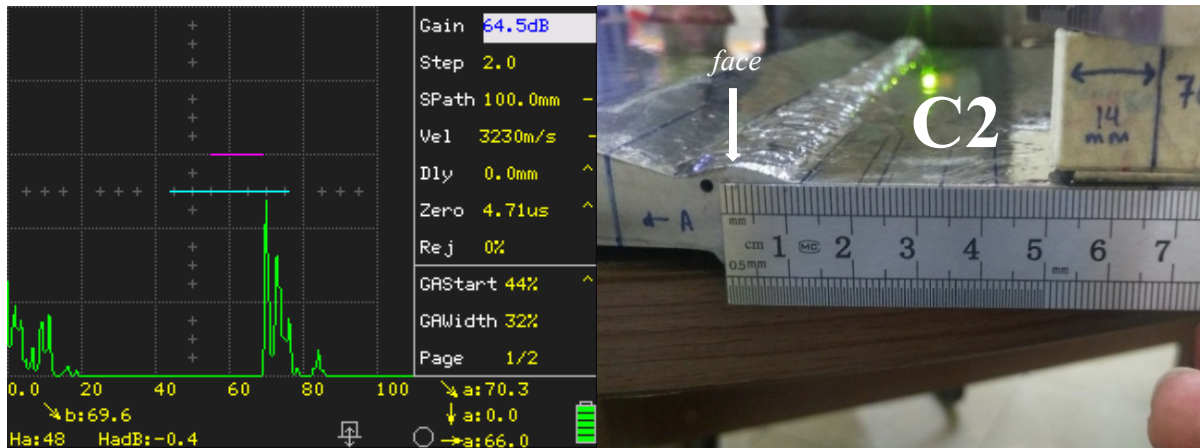 Gain 64.5dB
Step 2.0
SPath 100.0mm -
Vel 3230m/s -
Dly 0.0mm ^
Zero 4.71us ^
Rej 0%
GAStart 44% ^
GAWidth 32%
Page 1/2
0.0 20 40 60 80 100
b:69.6
Ha:48 HadB:-0.4
a:70.3
a:0.0
a:66.0
face
C2
14
mm
A
mm
cm 1 MC 2 3 4 5 6 7
0.5mm mm